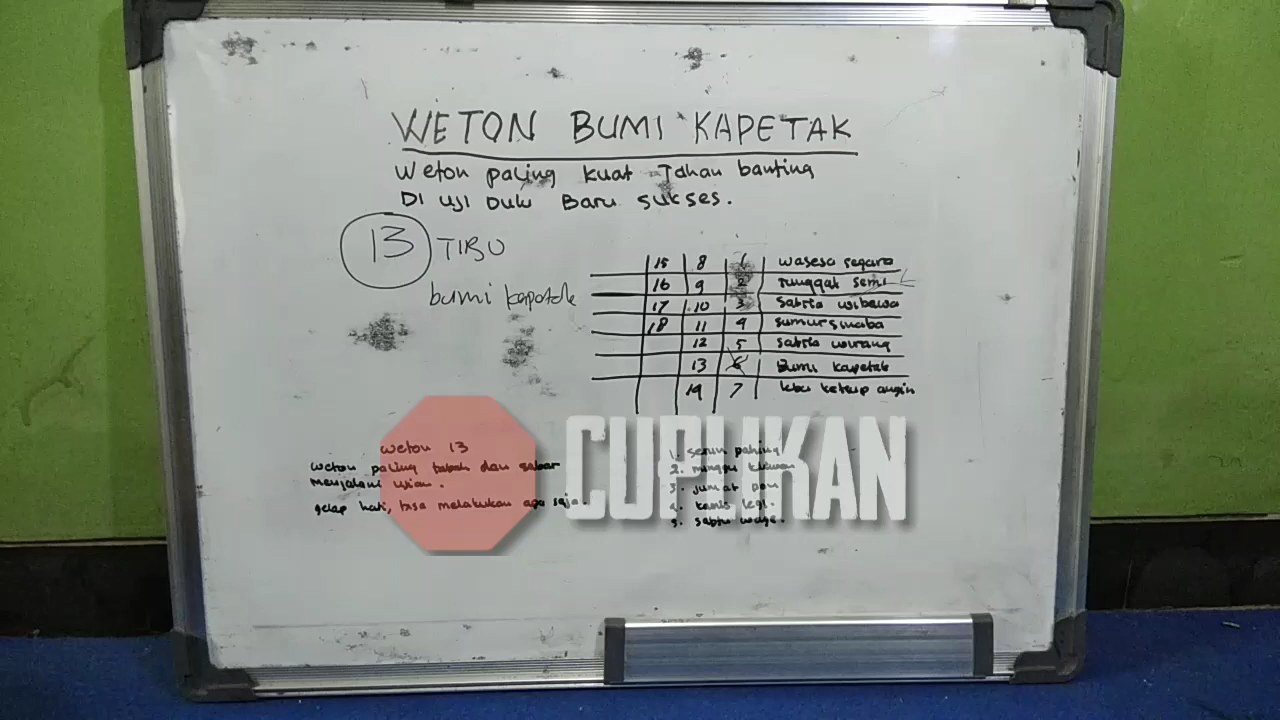 WETON BUMI KAPETAK
Weton paling kuat Tahan banting
Di uji Dulu Baru sukses.
13 TIBO
bumi kapetak
15 8 1 wasesa segara
16 9 2 tunggak semi
17 10 3 satria wibawa
18 11 4 sumur sinaba
12 5 satria wirang
13 6 Bumi kapetak
14 7 lebu ketiup angin
weton 13
weton paling tabah dan sabar
menjalani ujian.
gelap hati, bisa melakukan apa saja.
1. senin pahing
2. minggu kliwon
3. jumat pon
4. kamis legi.
5. sabtu wage.
CUPLIKAN